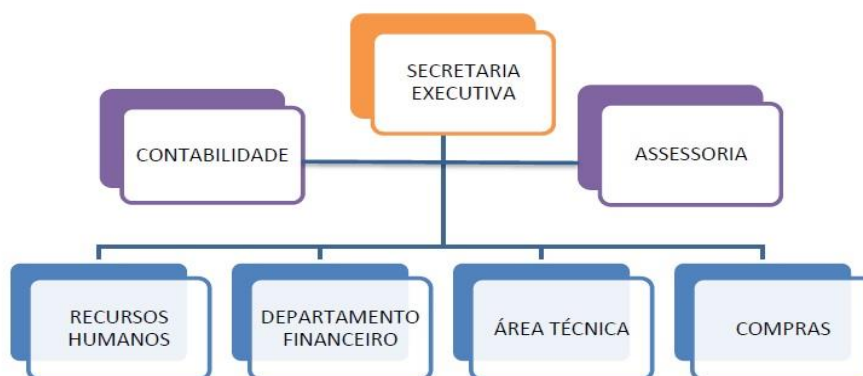 SECRETARIA
EXECUTIVA
CONTABILIDADE
ASSESSORIA
RECURSOS
HUMANOS
DEPARTAMENTO
FINANCEIRO
ÁREA TÉCNICA
COMPRAS